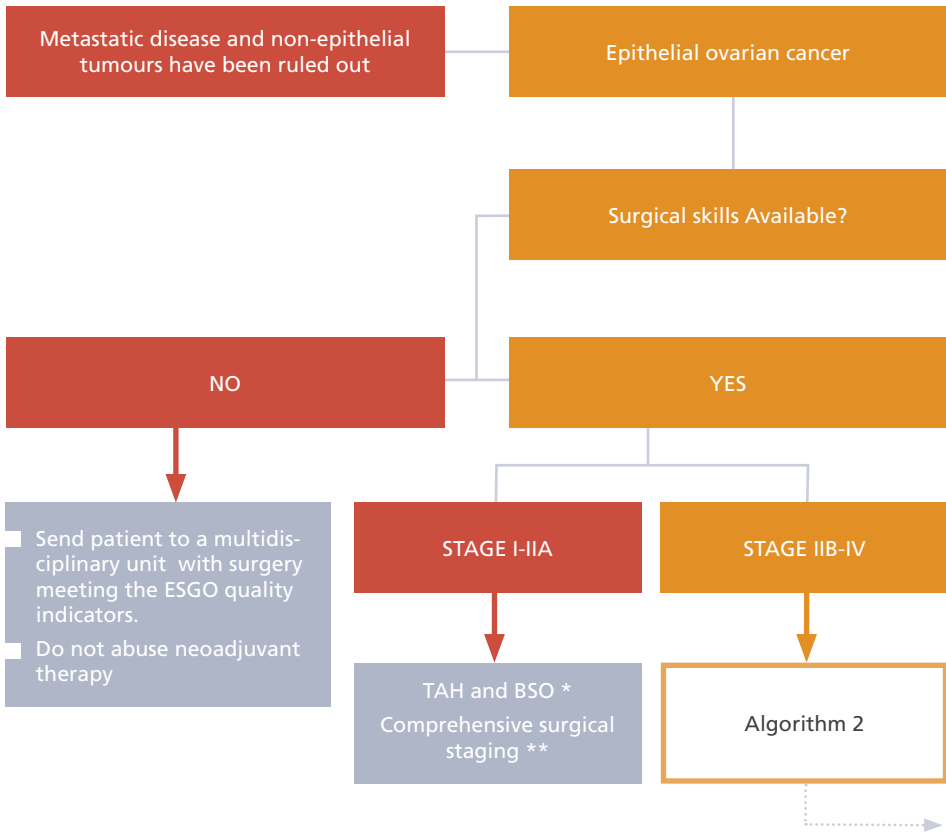 Metastatic disease and non-epithelial
tumours have been ruled out
Epithelial ovarian cancer
Surgical skills Available?
NO
YES
Send patient to a multidis-
ciplinary unit with surgery
meeting the ESGO quality
indicators.
Do not abuse neoadjuvant
therapy
STAGE I-IIA
STAGE IIB-IV
TAH and BSO *
Comprehensive surgical
staging **
Algorithm 2